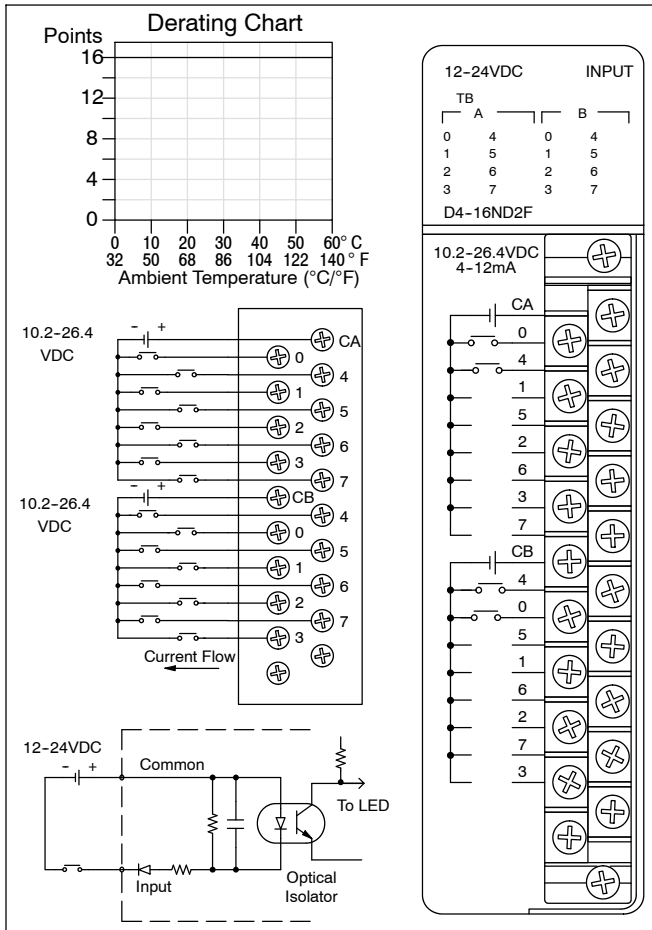 Derating Chart
Points
16
12
8
4
0
0 10 20 30 40 50 60°C
32 50 68 86 104 122 140°F
Ambient Temperature (°C/°F)
10.2-26.4
VDC
- +
CA
0
4
1
5
2
6
3
7
10.2-26.4
VDC
- +
CB
4
0
5
1
6
2
7
3
Current Flow
12-24VDC
- +
Common
To LED
Input
Optical
Isolator
12-24VDC INPUT
TB
A B
0 4 0 4
1 5 1 5
2 6 2 6
3 7 3 7
D4-16ND2F
10.2-26.4VDC
4-12mA
CA
0
4
1
5
2
6
3
7
CB
4
0
5
1
6
2
7
3